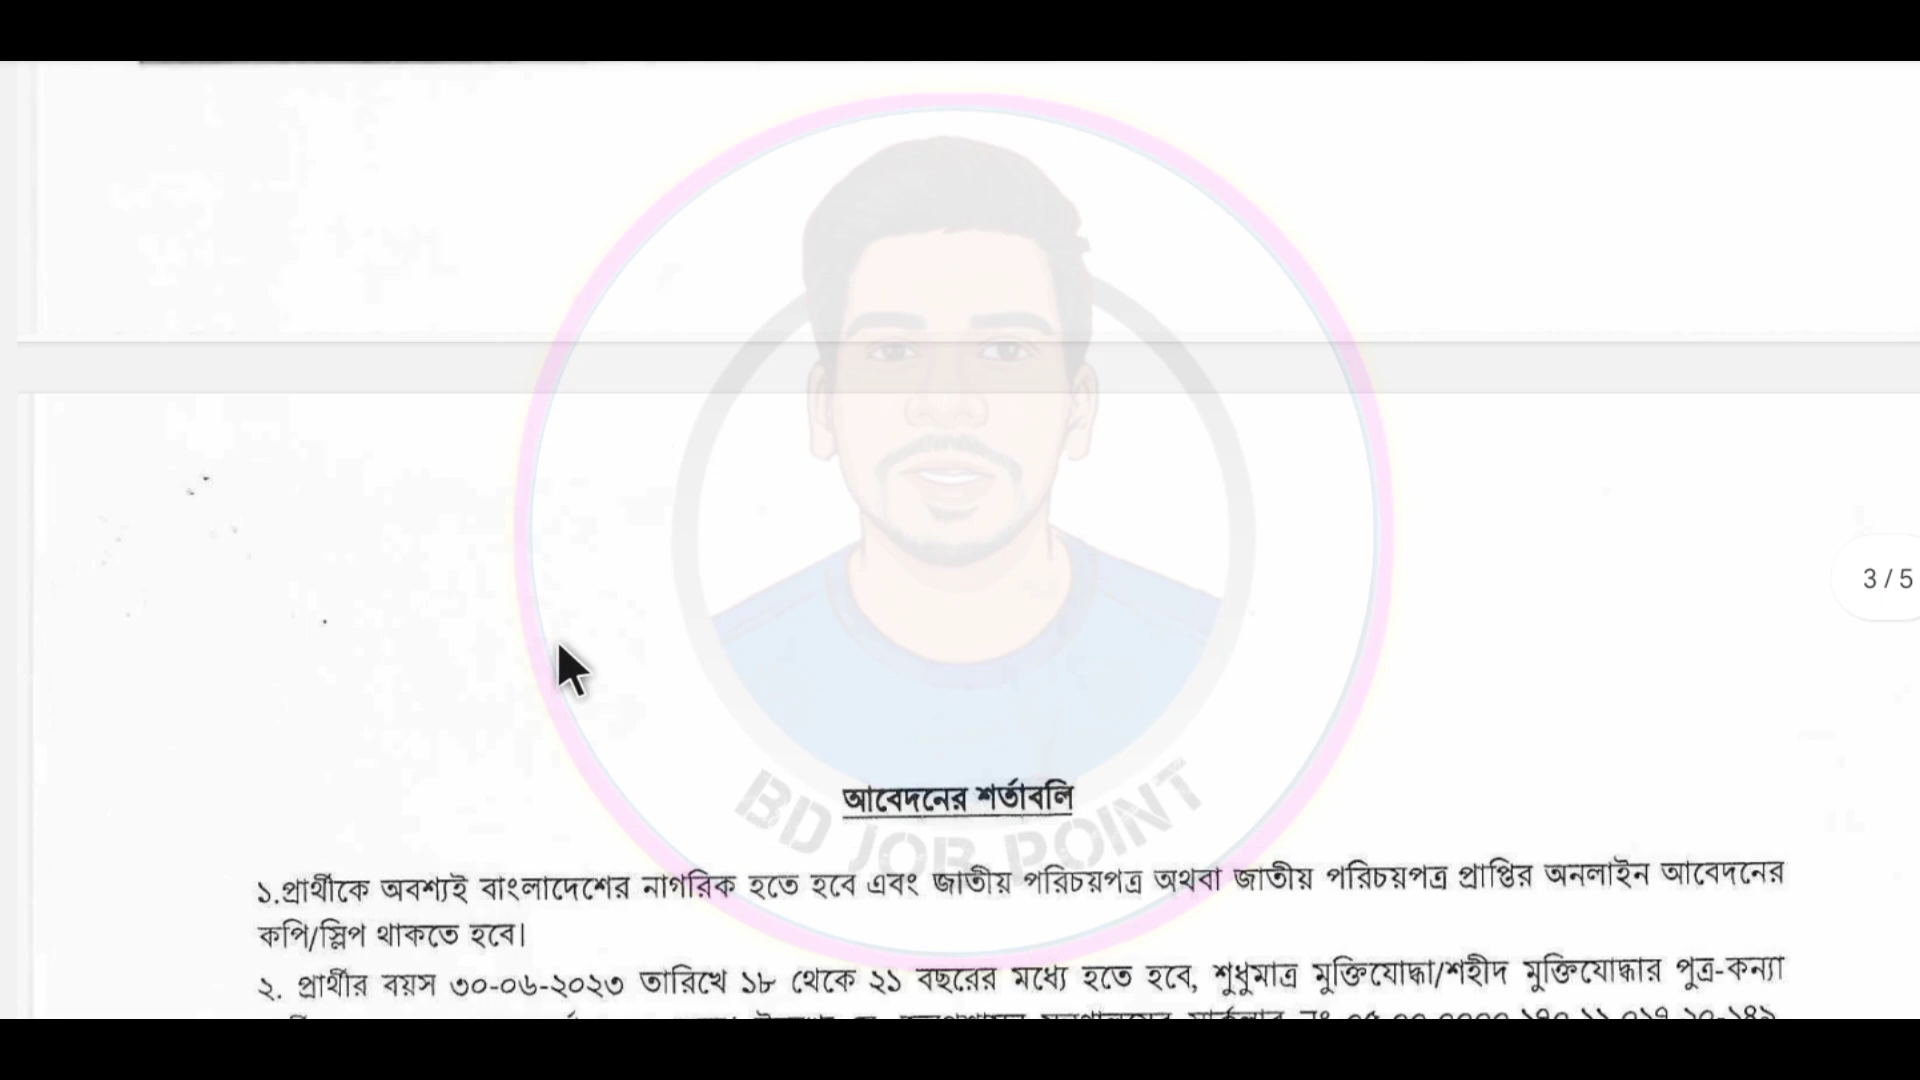 3 / 5
আবেদনের শর্তাবলি
BD JOB POINT
১.প্রার্থীকে অবশ্যই বাংলাদেশের নাগরিক হতে হবে এবং জাতীয় পরিচয়পত্র অথবা জাতীয় পরিচয়পত্র প্রাপ্তির অনলাইন আবেদনের
কপি/স্লিপ থাকতে হবে।
২. প্রার্থীর বয়স ৩০-০৬-২০২৩ তারিখে ১৮ থেকে ২১ বছরের মধ্যে হতে হবে, শুধুমাত্র মুক্তিযোদ্ধা/শহীদ মুক্তিযোদ্ধার পুত্র-কন্যা